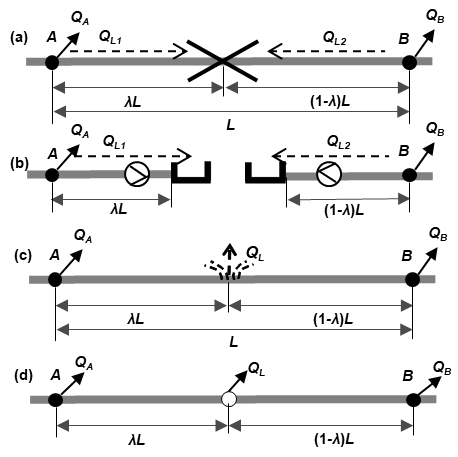 Q_A Q_B
(a) A Q_L1 Q_L2 B
λL (1-λ)L
L
Q_A Q_B
(b) A Q_L1 Q_L2 B
λL (1-λ)L
(c) Q_A Q_L Q_B
A B
λL (1-λ)L
L
(d) A Q_A Q_L B Q_B
λL (1-λ)L